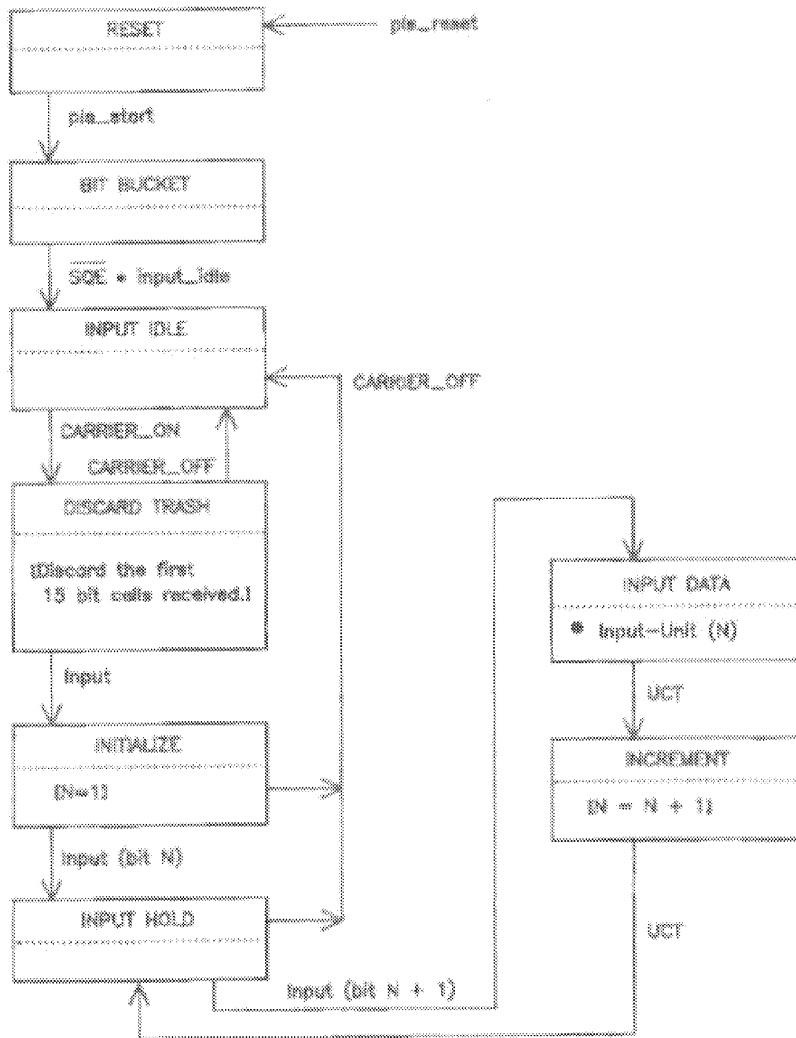 RESET
pls_reset
pls_start
BIT BUCKET
SQE • input_idle
INPUT IDLE
CARRIER_OFF
CARRIER_ON
CARRIER_OFF
DISCARD TRASH
[Discard the first
15 bit cells received.]
INPUT DATA
• Input-Unit (N)
Input
UCT
INITIALIZE
[N=1]
INCREMENT
[N = N + 1]
Input (bit N)
INPUT HOLD
UCT
Input (bit N + 1)